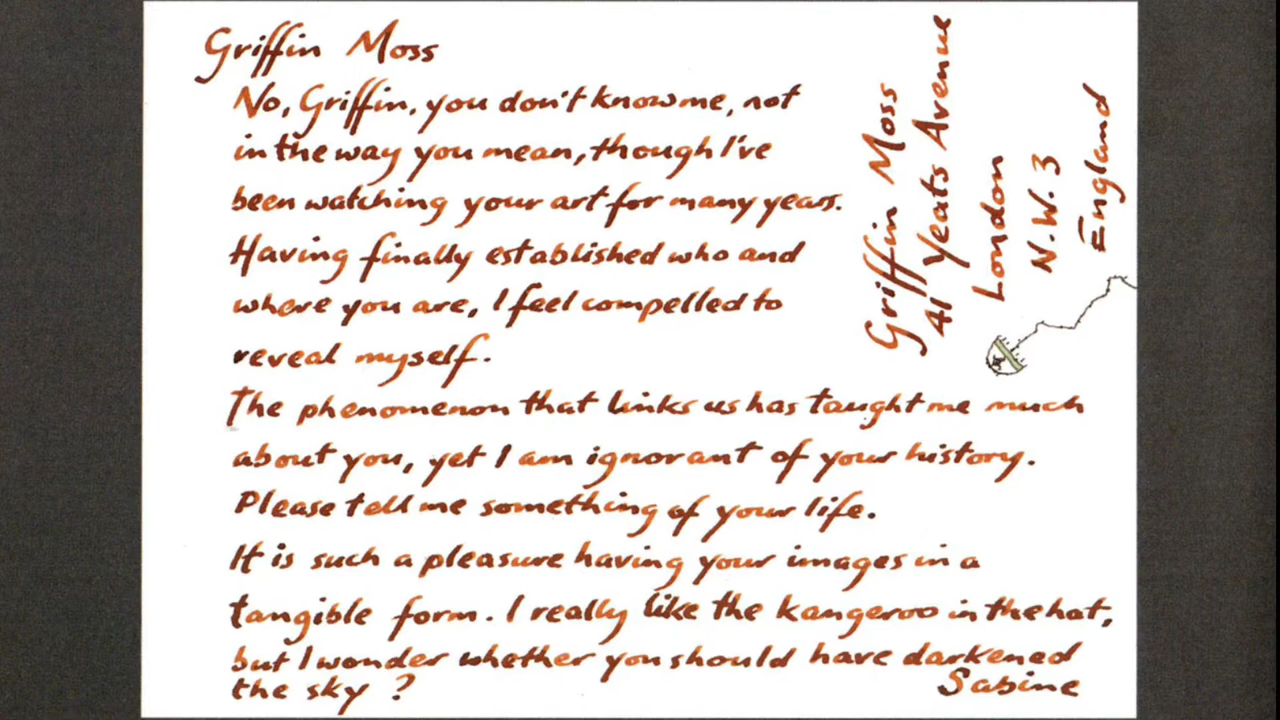 Griffin Moss
No, Griffin, you don't know me, not
in the way you mean, though I've
been watching your art for many years.
Having finally established who and
where you are, I feel compelled to
reveal myself.
The phenomenon that links us has taught me much
about you, yet I am ignorant of your history.
Please tell me something of your life.
It is such a pleasure having your images in a
tangible form. I really like the kangeroo in the hat,
but I wonder whether you should have darkened
the sky ?
Sabine
Griffin Moss
41 Yeats Avenue
London
N.W. 3
England